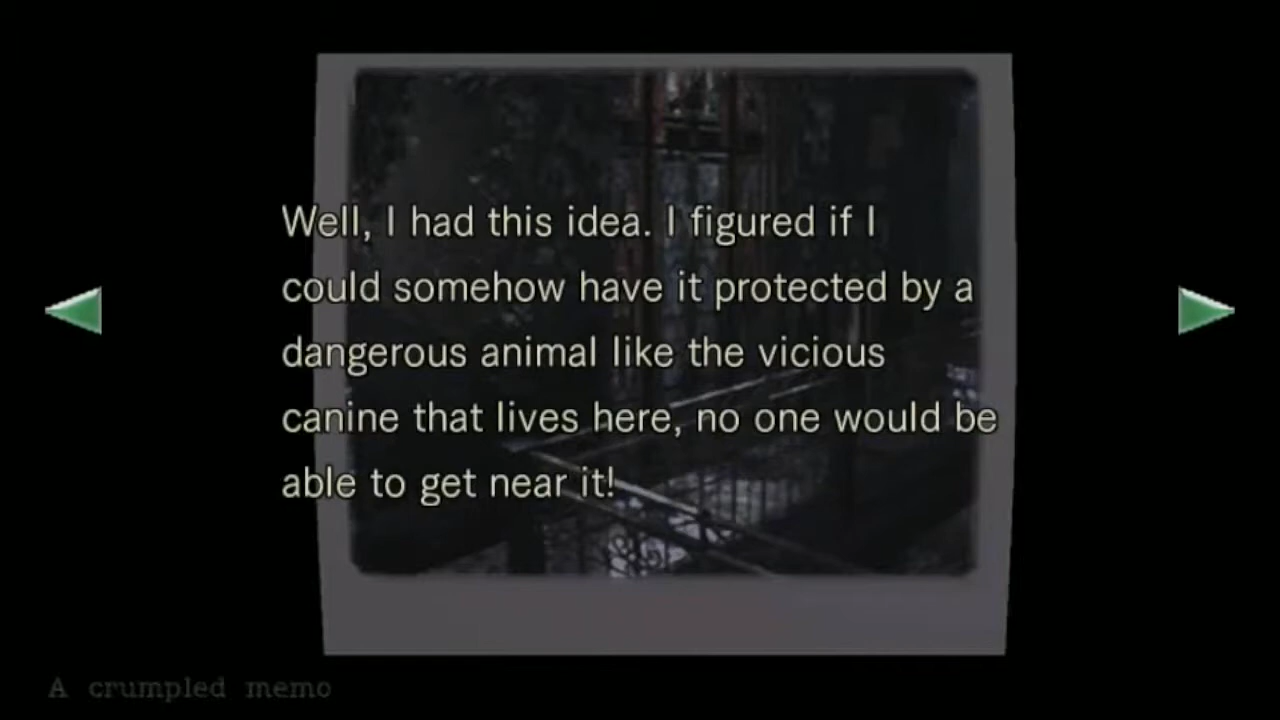 Well, I had this idea. I figured if I
could somehow have it protected by a
dangerous animal like the vicious
canine that lives here, no one would be
able to get near it!
A crumpled memo